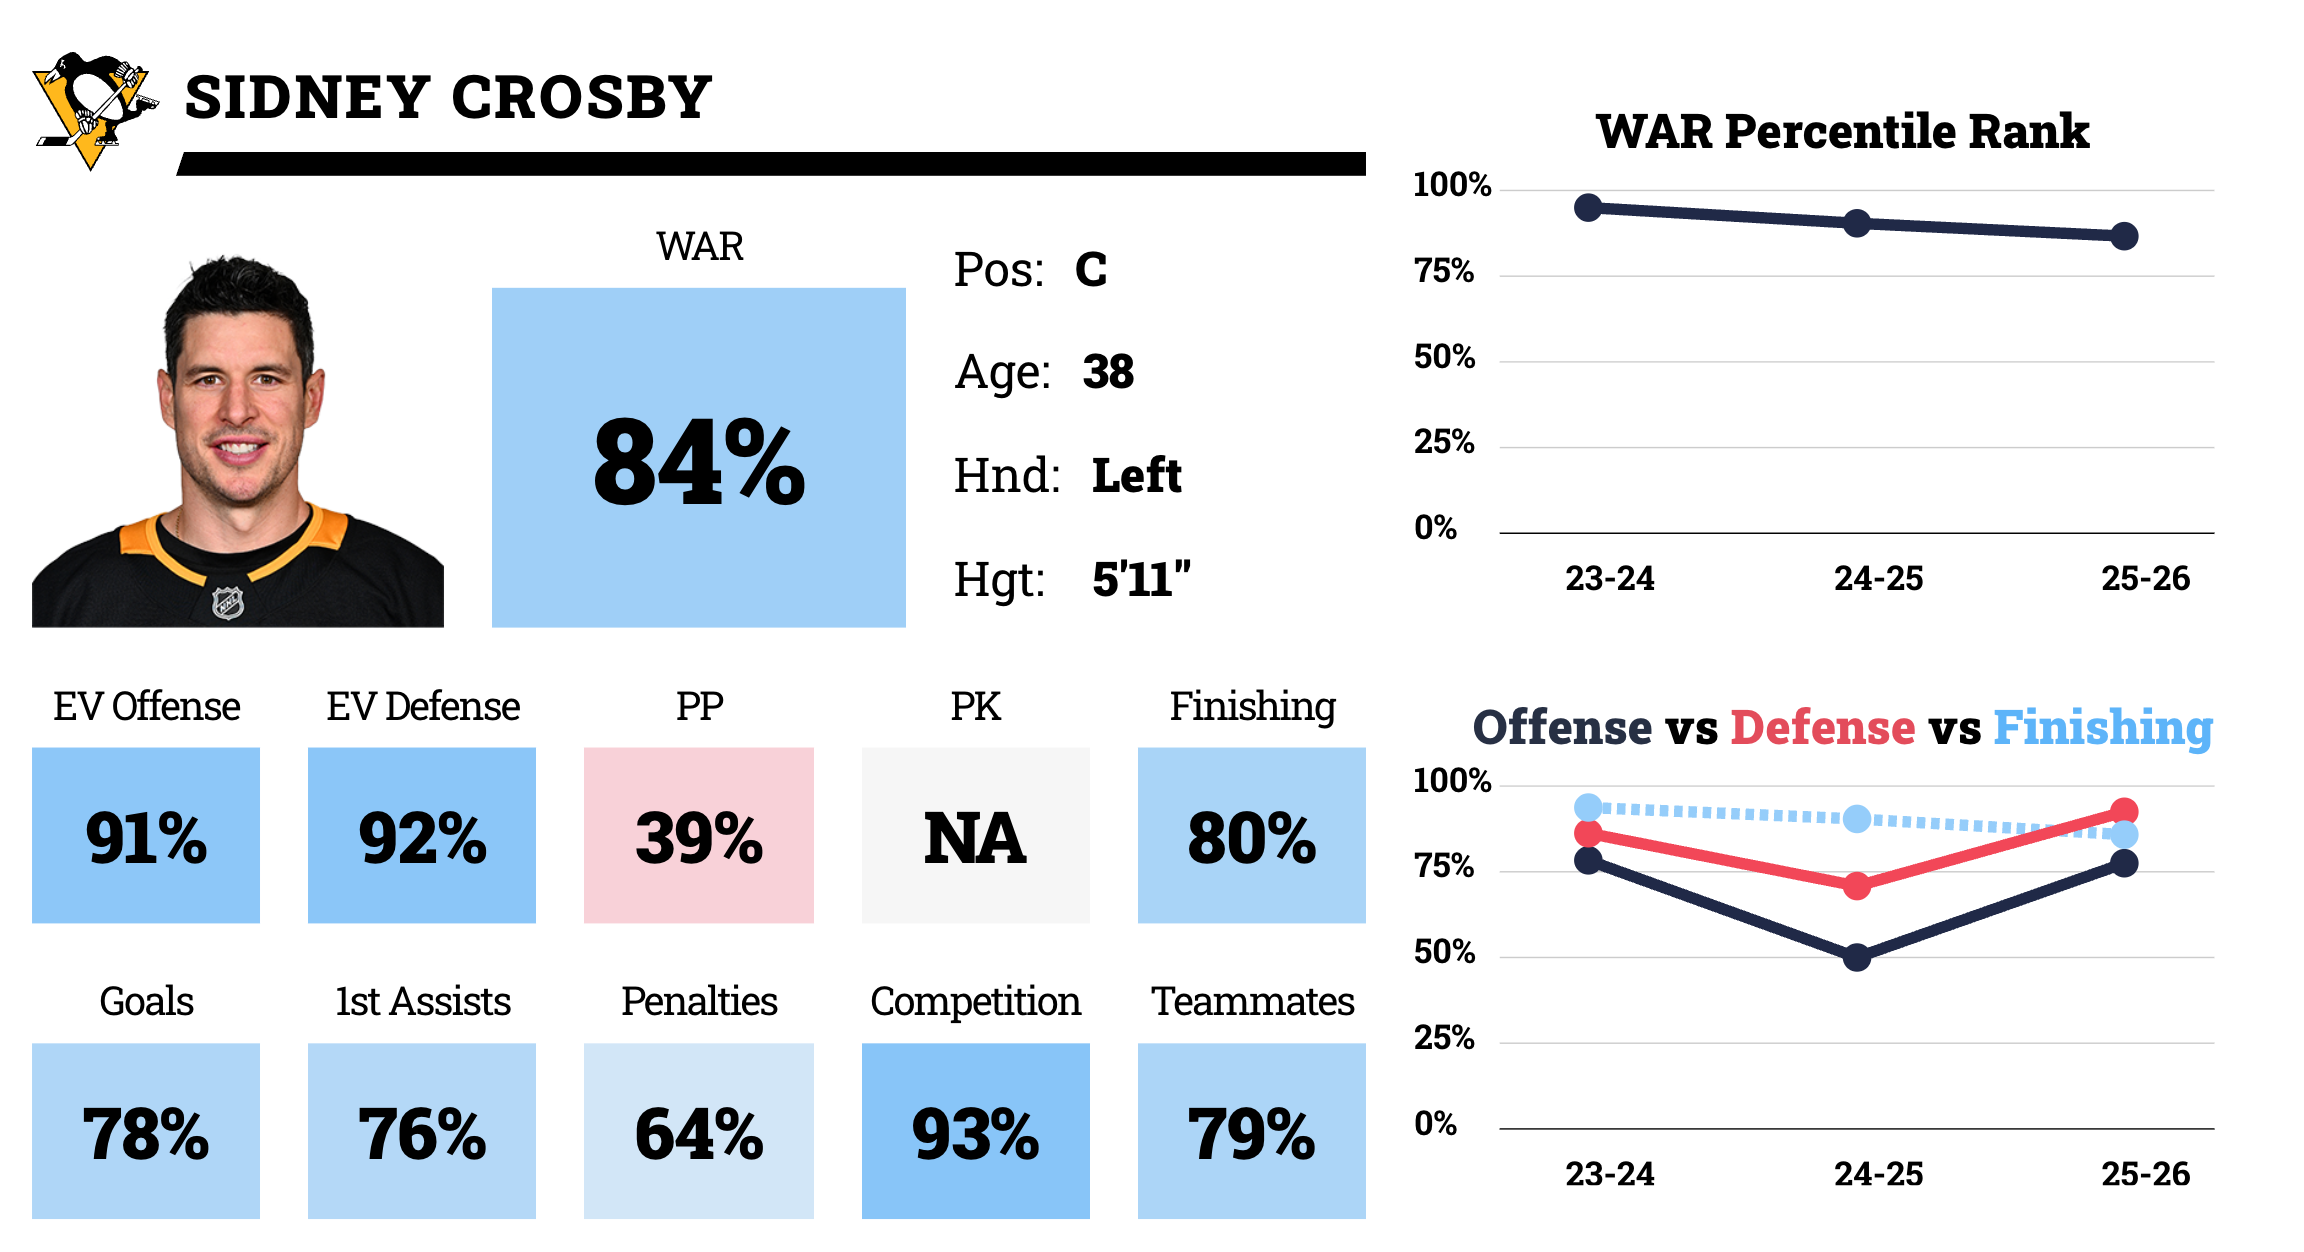 SIDNEY CROSBY
WAR
84%
Pos: C
Age: 38
Hnd: Left
Hgt: 5'11"
NHL
EV Offense
EV Defense
PP
PK
Finishing
91%
92%
39%
NA
80%
Goals
1st Assists
Penalties
Competition
Teammates
78%
76%
64%
93%
79%
WAR Percentile Rank
100%
75%
50%
25%
0%
23-24
24-25
25-26
Offense vs Defense vs Finishing
100%
75%
50%
25%
0%
23-24
24-25
25-26